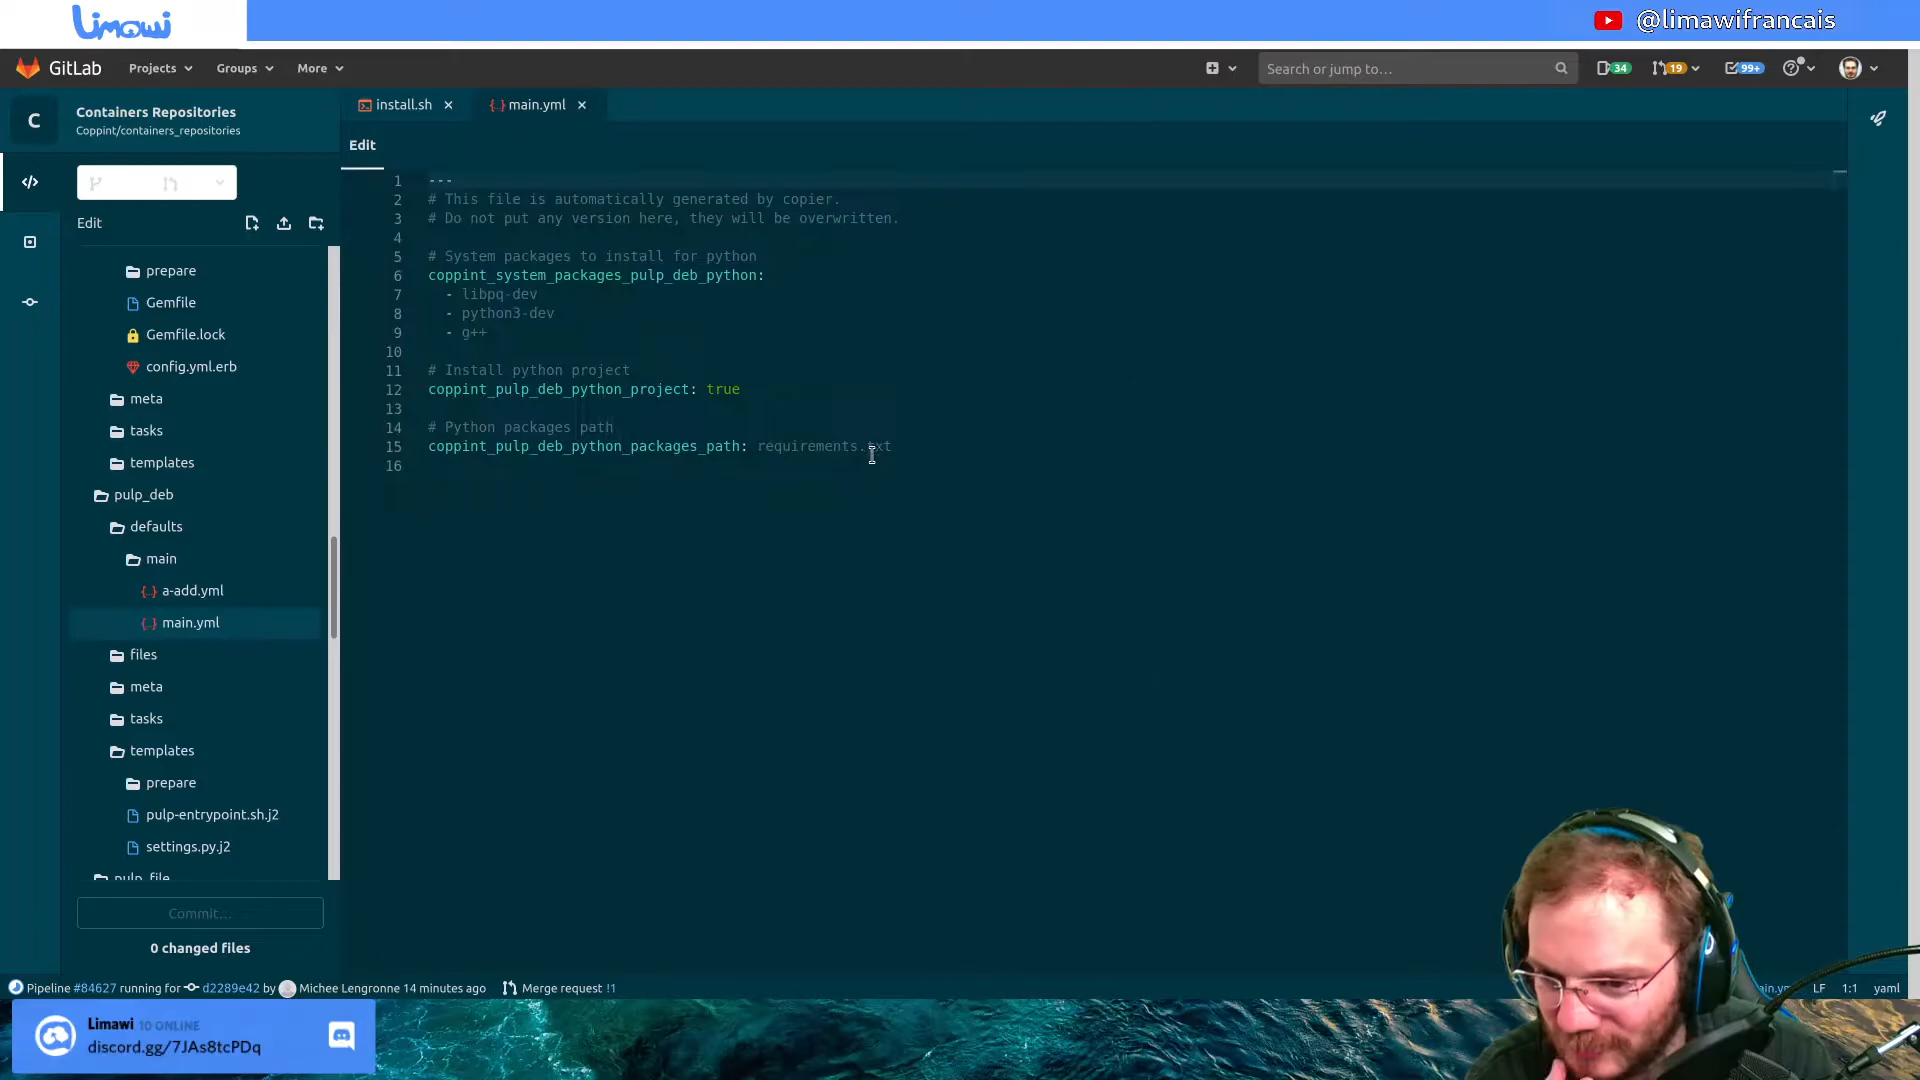 Limawi
@limawifrancais
GitLab Projects Groups More Search or jump to... 34 19 99+
C Containers Repositories
Coppint/containers_repositories
install.sh main.yml
Edit
Edit
prepare
Gemfile
Gemfile.lock
config.yml.erb
meta
tasks
templates
pulp_deb
defaults
main
a-add.yml
main.yml
files
meta
tasks
templates
prepare
pulp-entrypoint.sh.j2
settings.py.j2
pulp_file
Commit...
0 changed files
1 ---
2 # This file is automatically generated by copier.
3 # Do not put any version here, they will be overwritten.
4
5 # System packages to install for python
6 coppint_system_packages_pulp_deb_python:
7 - libpq-dev
8 - python3-dev
9 - g++
10
11 # Install python project
12 coppint_pulp_deb_python_project: true
13
14 # Python packages path
15 coppint_pulp_deb_python_packages_path: requirements.txt
16
Pipeline #84627 running for d2289e42 by Michee Lengronne 14 minutes ago Merge request !1
LF 1:1 yaml
Limawi 10 ONLINE
discord.gg/7JAs8tcPDq